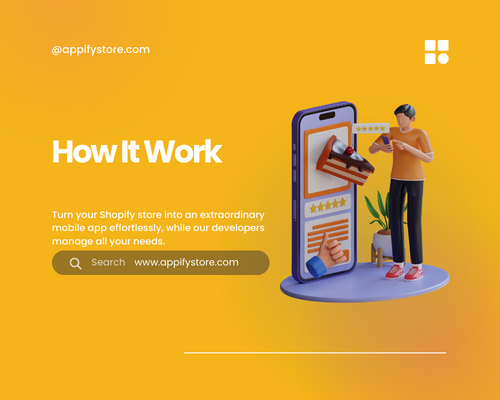 @appifystore.com
How It Work
Turn your Shopify store into an extraordinary
mobile app effortlessly, while our developers
manage all your needs.
Search www.appifystore.com